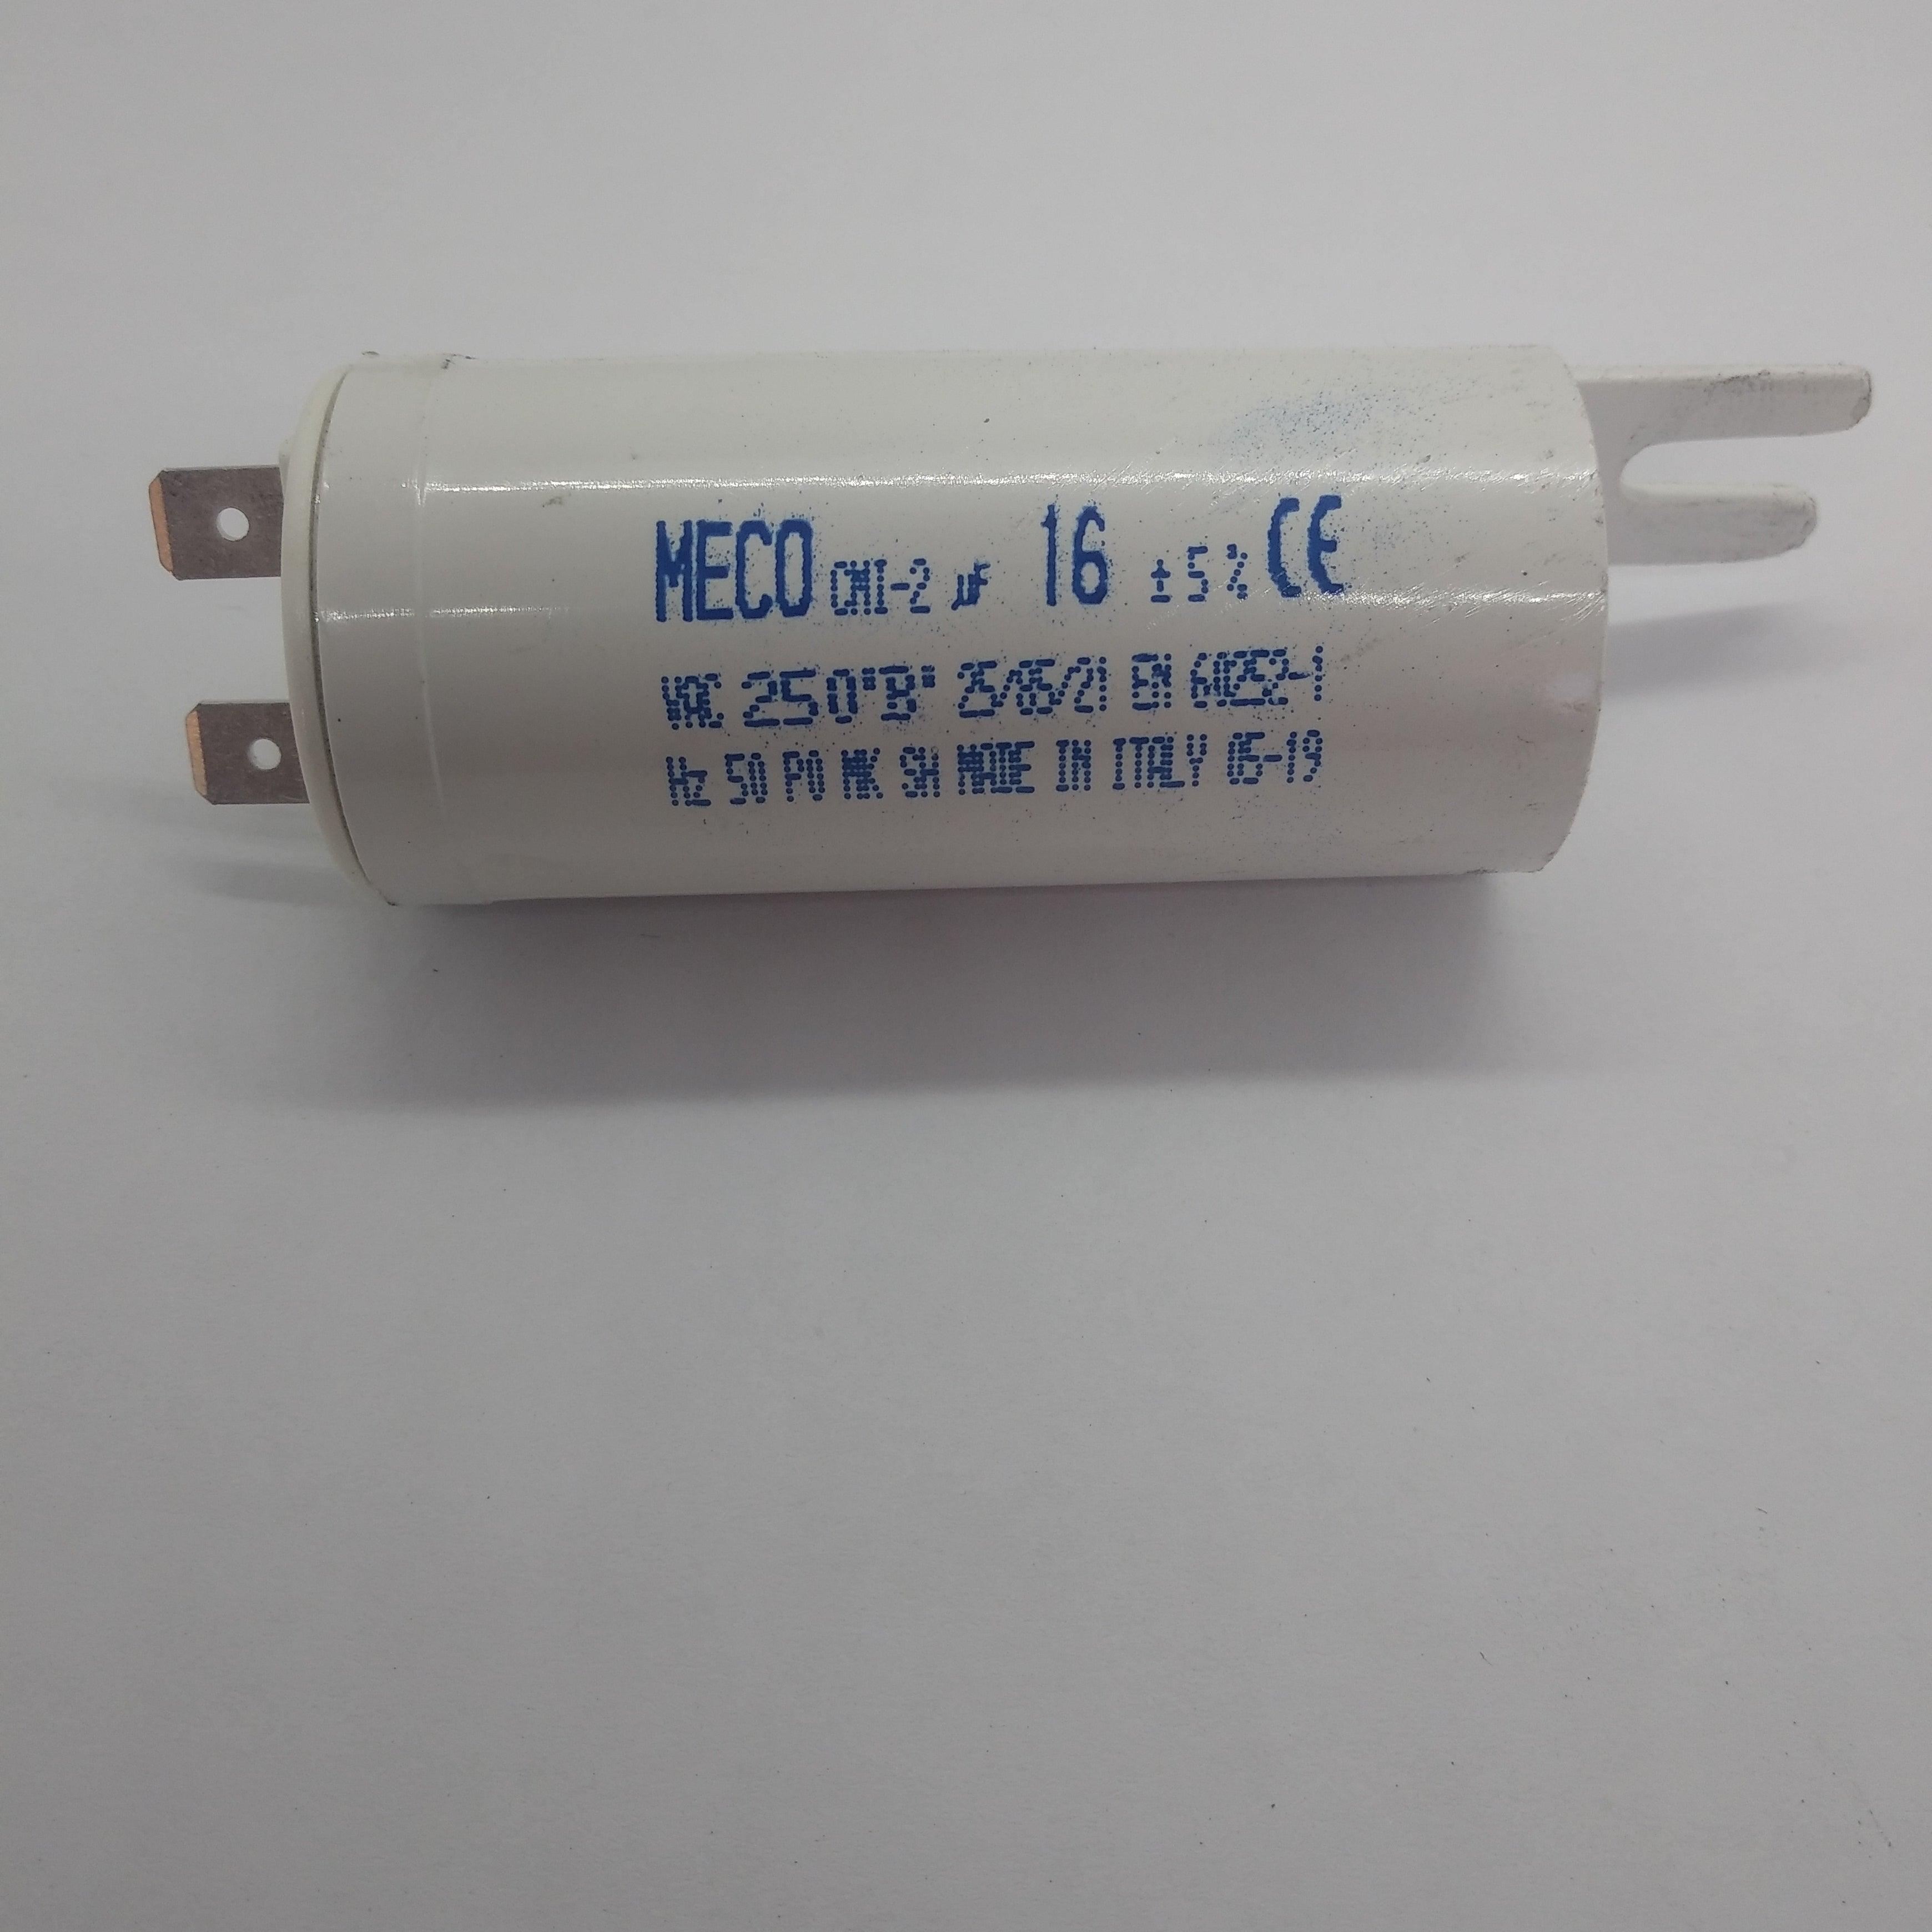 MECO CMI-2 µF 16 ±5% CE
VAC 250"B" 25/85/21 EN 60252-1
Hz 50 P0 MK SH MADE IN ITALY 05-19